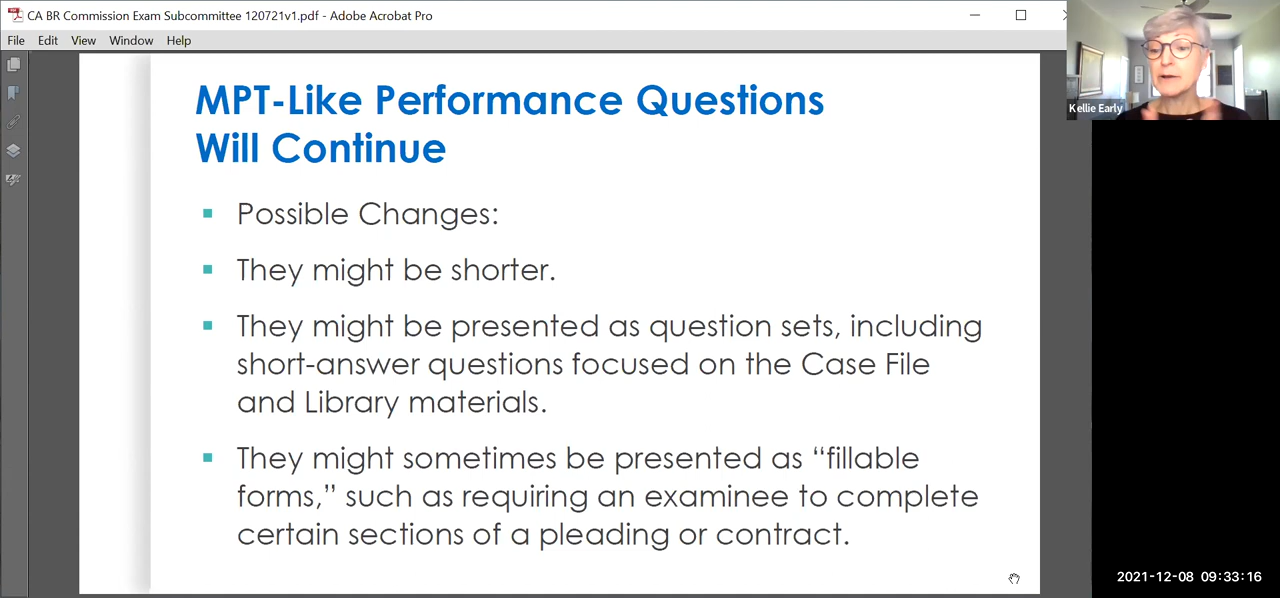 CA BR Commission Exam Subcommittee 120721v1.pdf - Adobe Acrobat Pro
File Edit View Window Help
MPT-Like Performance Questions
Will Continue
Possible Changes:
They might be shorter.
They might be presented as question sets, including
short-answer questions focused on the Case File
and Library materials.
They might sometimes be presented as “fillable
forms,” such as requiring an examinee to complete
certain sections of a pleading or contract.
Kellie Early
2021-12-08 09:33:16